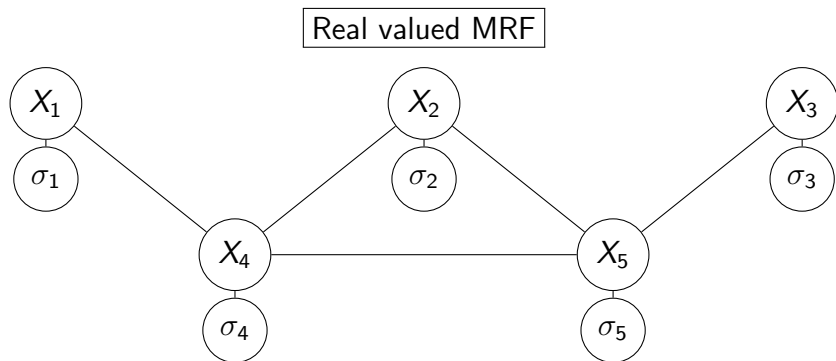 Real valued MRF
X₁
X₂
X₃
σ₁
σ₂
σ₃
X₄
X₅
σ₄
σ₅